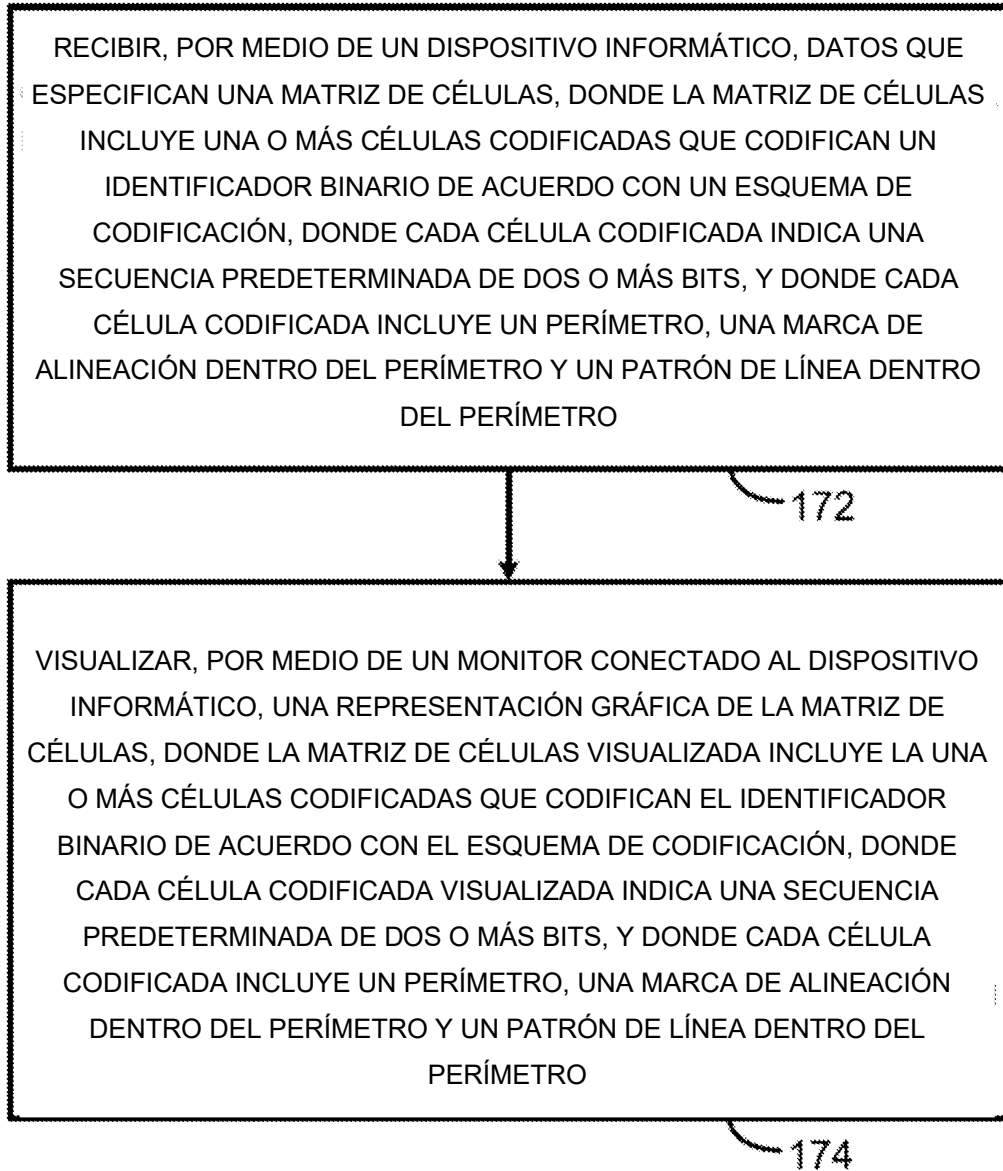 RECIBIR, POR MEDIO DE UN DISPOSITIVO INFORMÁTICO, DATOS QUE
ESPECIFICAN UNA MATRIZ DE CÉLULAS, DONDE LA MATRIZ DE CÉLULAS
INCLUYE UNA O MÁS CÉLULAS CODIFICADAS QUE CODIFICAN UN
IDENTIFICADOR BINARIO DE ACUERDO CON UN ESQUEMA DE
CODIFICACIÓN, DONDE CADA CÉLULA CODIFICADA INDICA UNA
SECUENCIA PREDETERMINADA DE DOS O MÁS BITS, Y DONDE CADA
CÉLULA CODIFICADA INCLUYE UN PERÍMETRO, UNA MARCA DE
ALINEACIÓN DENTRO DEL PERÍMETRO Y UN PATRÓN DE LÍNEA DENTRO
DEL PERÍMETRO
172
VISUALIZAR, POR MEDIO DE UN MONITOR CONECTADO AL DISPOSITIVO
INFORMÁTICO, UNA REPRESENTACIÓN GRÁFICA DE LA MATRIZ DE
CÉLULAS, DONDE LA MATRIZ DE CÉLULAS VISUALIZADA INCLUYE LA UNA
O MÁS CÉLULAS CODIFICADAS QUE CODIFICAN EL IDENTIFICADOR
BINARIO DE ACUERDO CON EL ESQUEMA DE CODIFICACIÓN, DONDE
CADA CÉLULA CODIFICADA VISUALIZADA INDICA UNA SECUENCIA
PREDETERMINADA DE DOS O MÁS BITS, Y DONDE CADA CÉLULA
CODIFICADA INCLUYE UN PERÍMETRO, UNA MARCA DE ALINEACIÓN
DENTRO DEL PERÍMETRO Y UN PATRÓN DE LÍNEA DENTRO DEL
PERÍMETRO
174